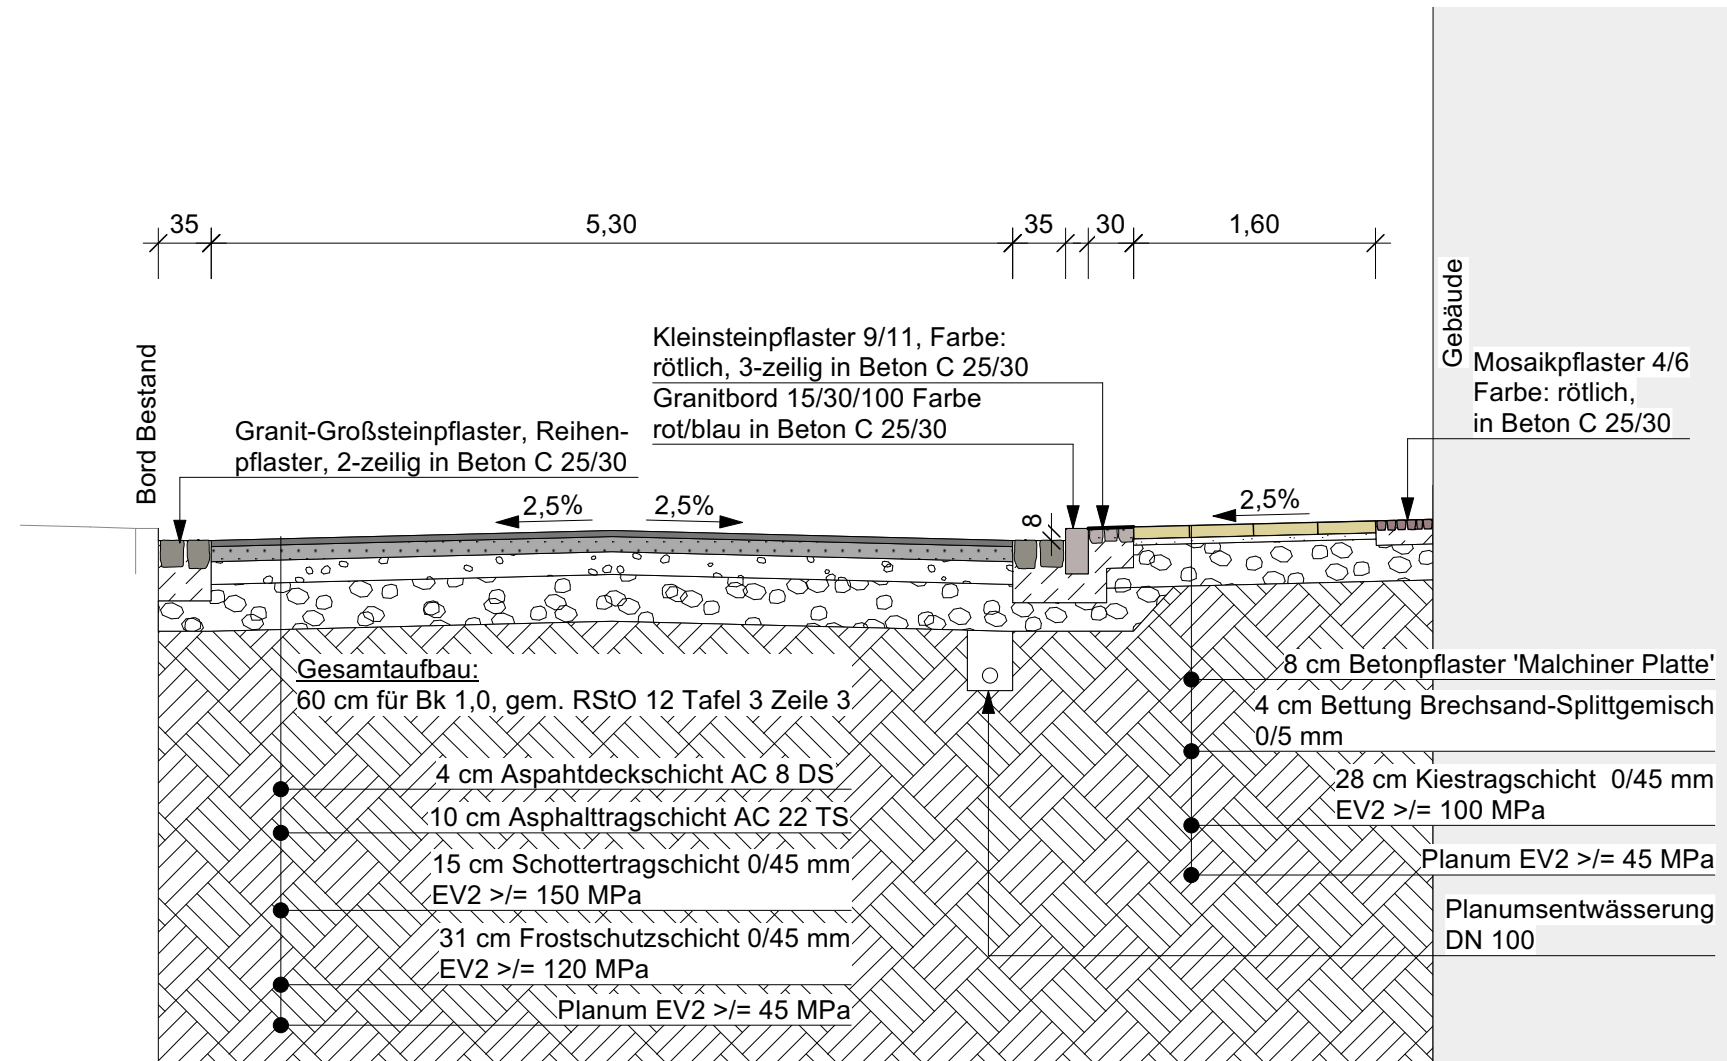 35
5,30
35
30
1,60
Bord Bestand
Gebäude
Kleinsteinpflaster 9/11, Farbe:
rötlich, 3-zeilig in Beton C 25/30
Granitbord 15/30/100 Farbe
rot/blau in Beton C 25/30
Mosaikpflaster 4/6
Farbe: rötlich,
in Beton C 25/30
Granit-Großsteinpflaster, Reihen-
pflaster, 2-zeilig in Beton C 25/30
2,5%
2,5%
8
2,5%
Gesamtaufbau:
60 cm für Bk 1,0, gem. RStO 12 Tafel 3 Zeile 3
4 cm Aspahtdeckschicht AC 8 DS
10 cm Asphalttragschicht AC 22 TS
15 cm Schottertragschicht 0/45 mm
EV2 >/= 150 MPa
31 cm Frostschutzschicht 0/45 mm
EV2 >/= 120 MPa
Planum EV2 >/= 45 MPa
8 cm Betonpflaster 'Malchiner Platte'
4 cm Bettung Brechsand-Splittgemisch
0/5 mm
28 cm Kiestragschicht  0/45 mm
EV2 >/= 100 MPa
Planum EV2 >/= 45 MPa
Planumsentwässerung
DN 100